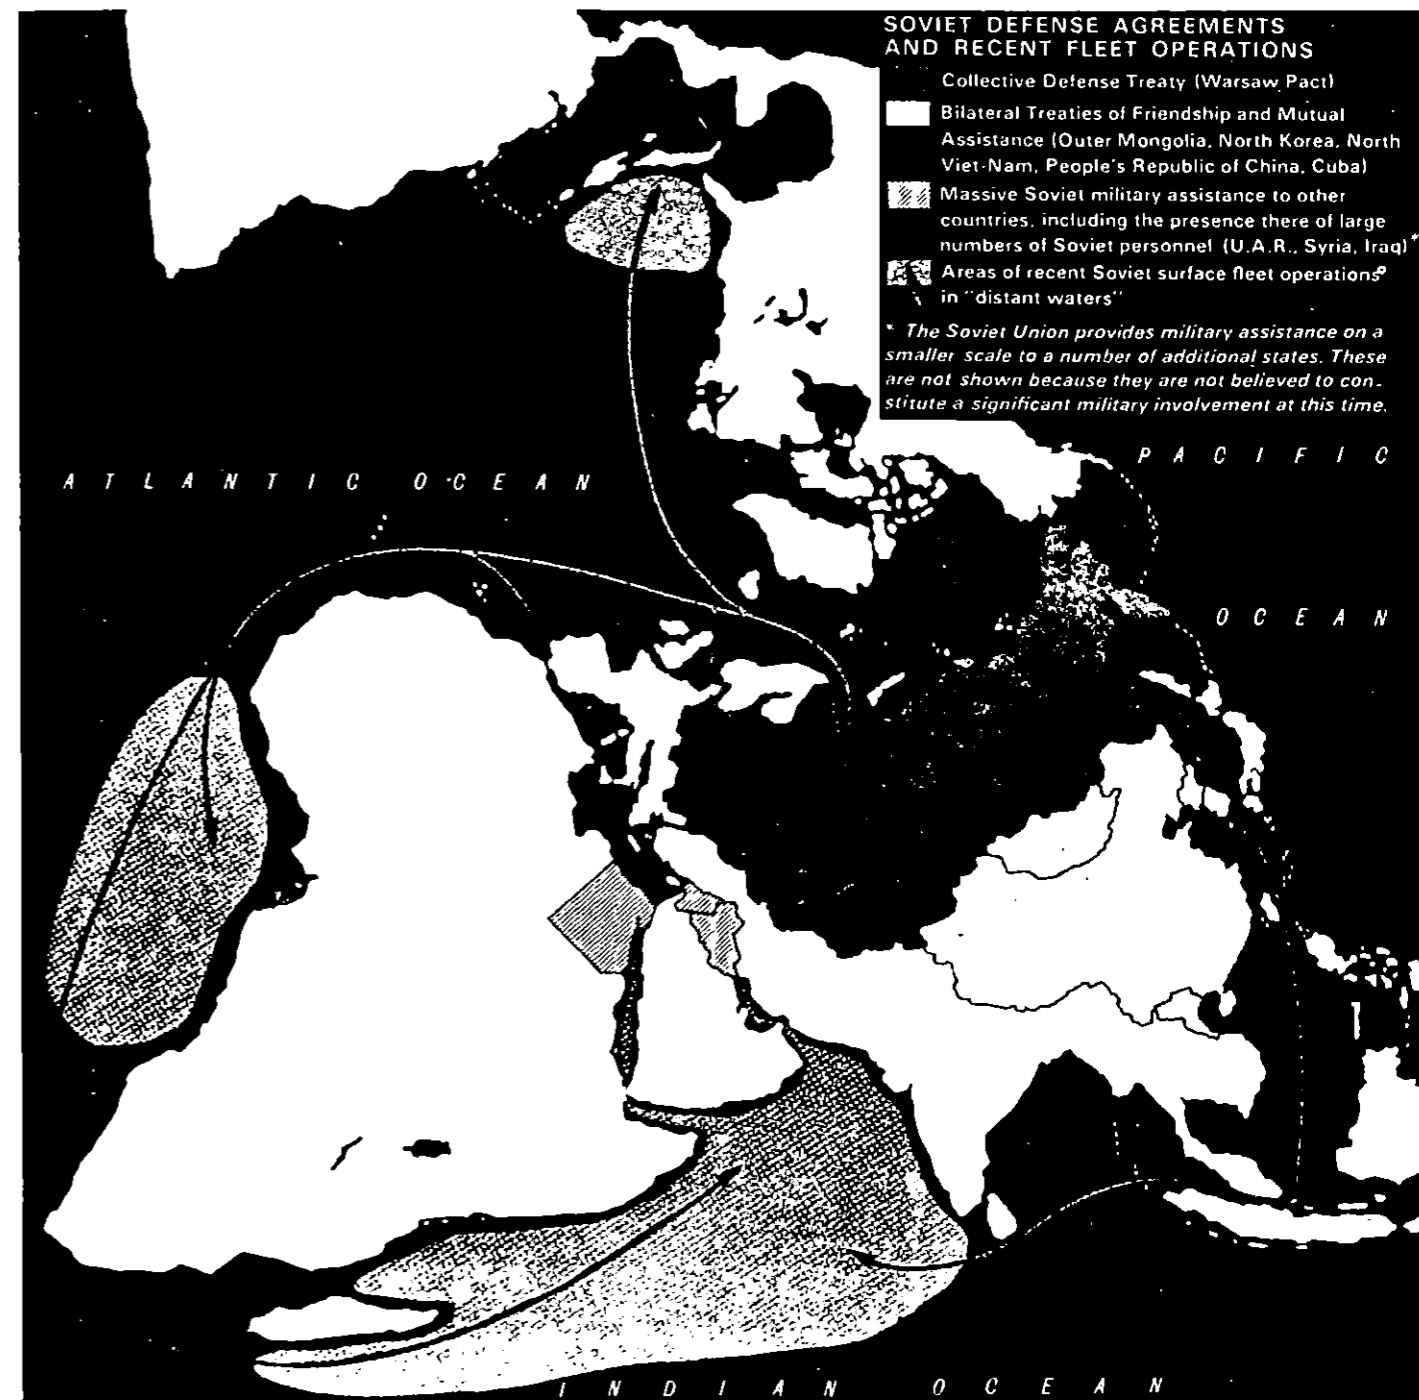 SOVIET DEFENSE AGREEMENTS
AND RECENT FLEET OPERATIONS
Collective Defense Treaty (Warsaw Pact)
Bilateral Treaties of Friendship and Mutual
Assistance (Outer Mongolia, North Korea, North
Viet-Nam, People's Republic of China, Cuba)
Massive Soviet military assistance to other
countries, including the presence there of large
numbers of Soviet personnel (U.A.R., Syria, Iraq)*
Areas of recent Soviet surface fleet operations
in "distant waters"
* The Soviet Union provides military assistance on a
smaller scale to a number of additional states. These
are not shown because they are not believed to con-
stitute a significant military involvement at this time.
PACIFIC
ATLANTIC OCEAN
OCEAN
INDIAN OCEAN